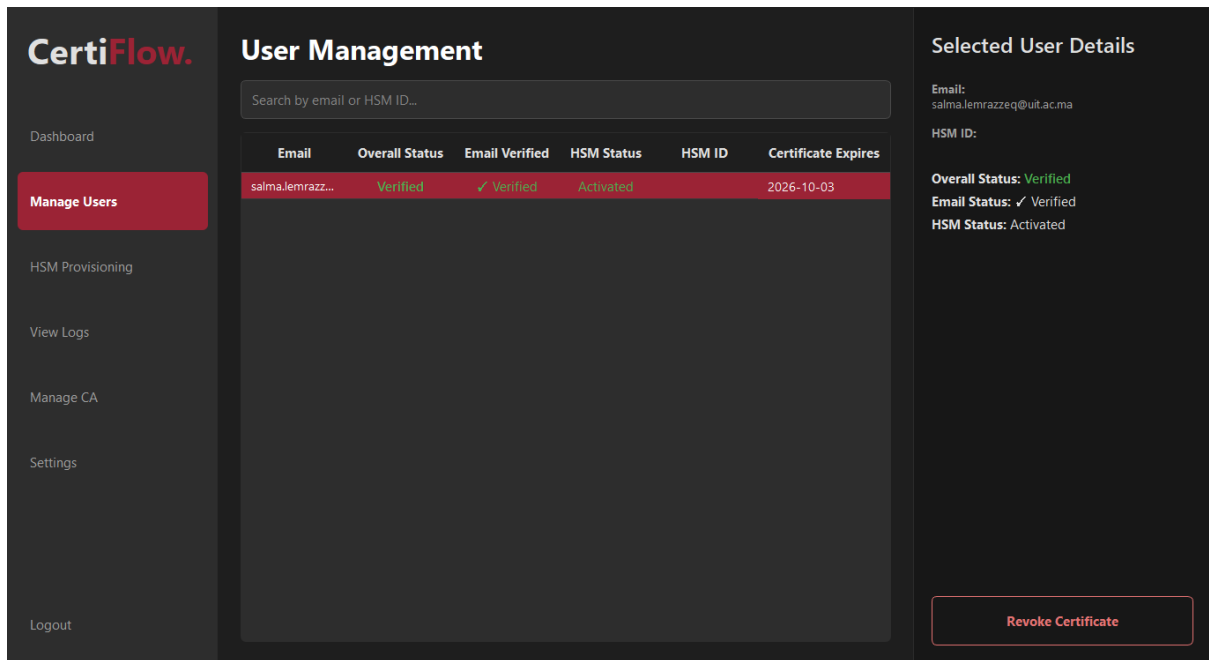 CertiFlow.
Dashboard
Manage Users
HSM Provisioning
View Logs
Manage CA
Settings
Logout
User Management
Search by email or HSM ID...
Email Overall Status Email Verified HSM Status HSM ID Certificate Expires
salma.lemrazz... Verified ✓ Verified Activated 2026-10-03
Selected User Details
Email:
salma.lemrazzeq@uit.ac.ma
HSM ID:
Overall Status: Verified
Email Status: ✓ Verified
HSM Status: Activated
Revoke Certificate